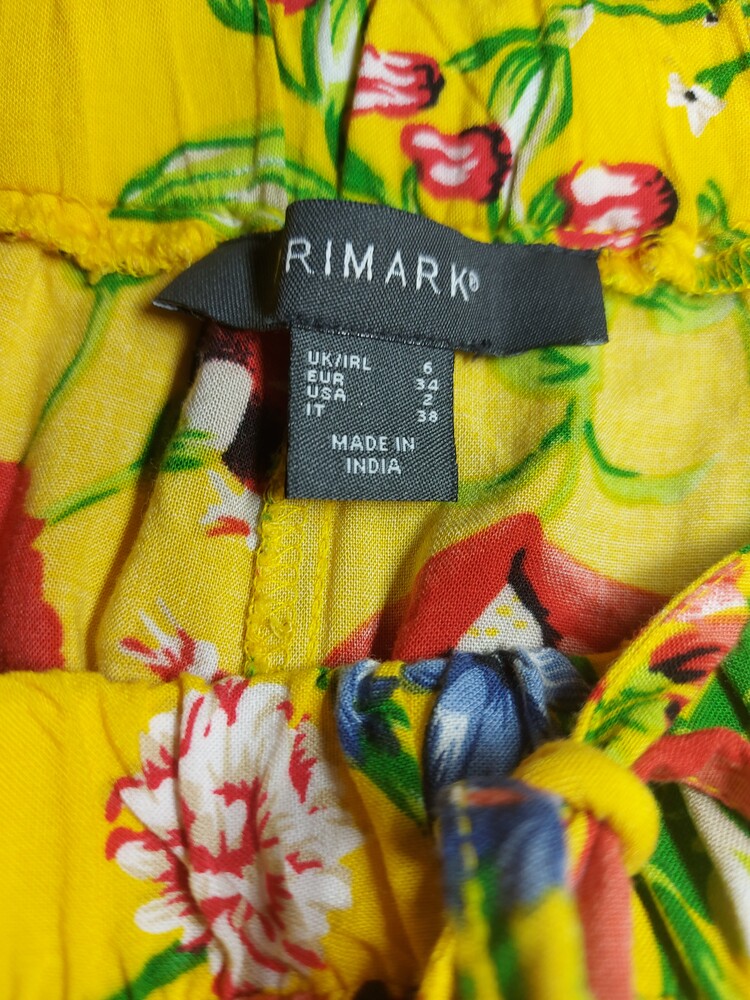 RIMARK®
UK/IRL 6
EUR 34
USA 2
IT 38
MADE IN
INDIA